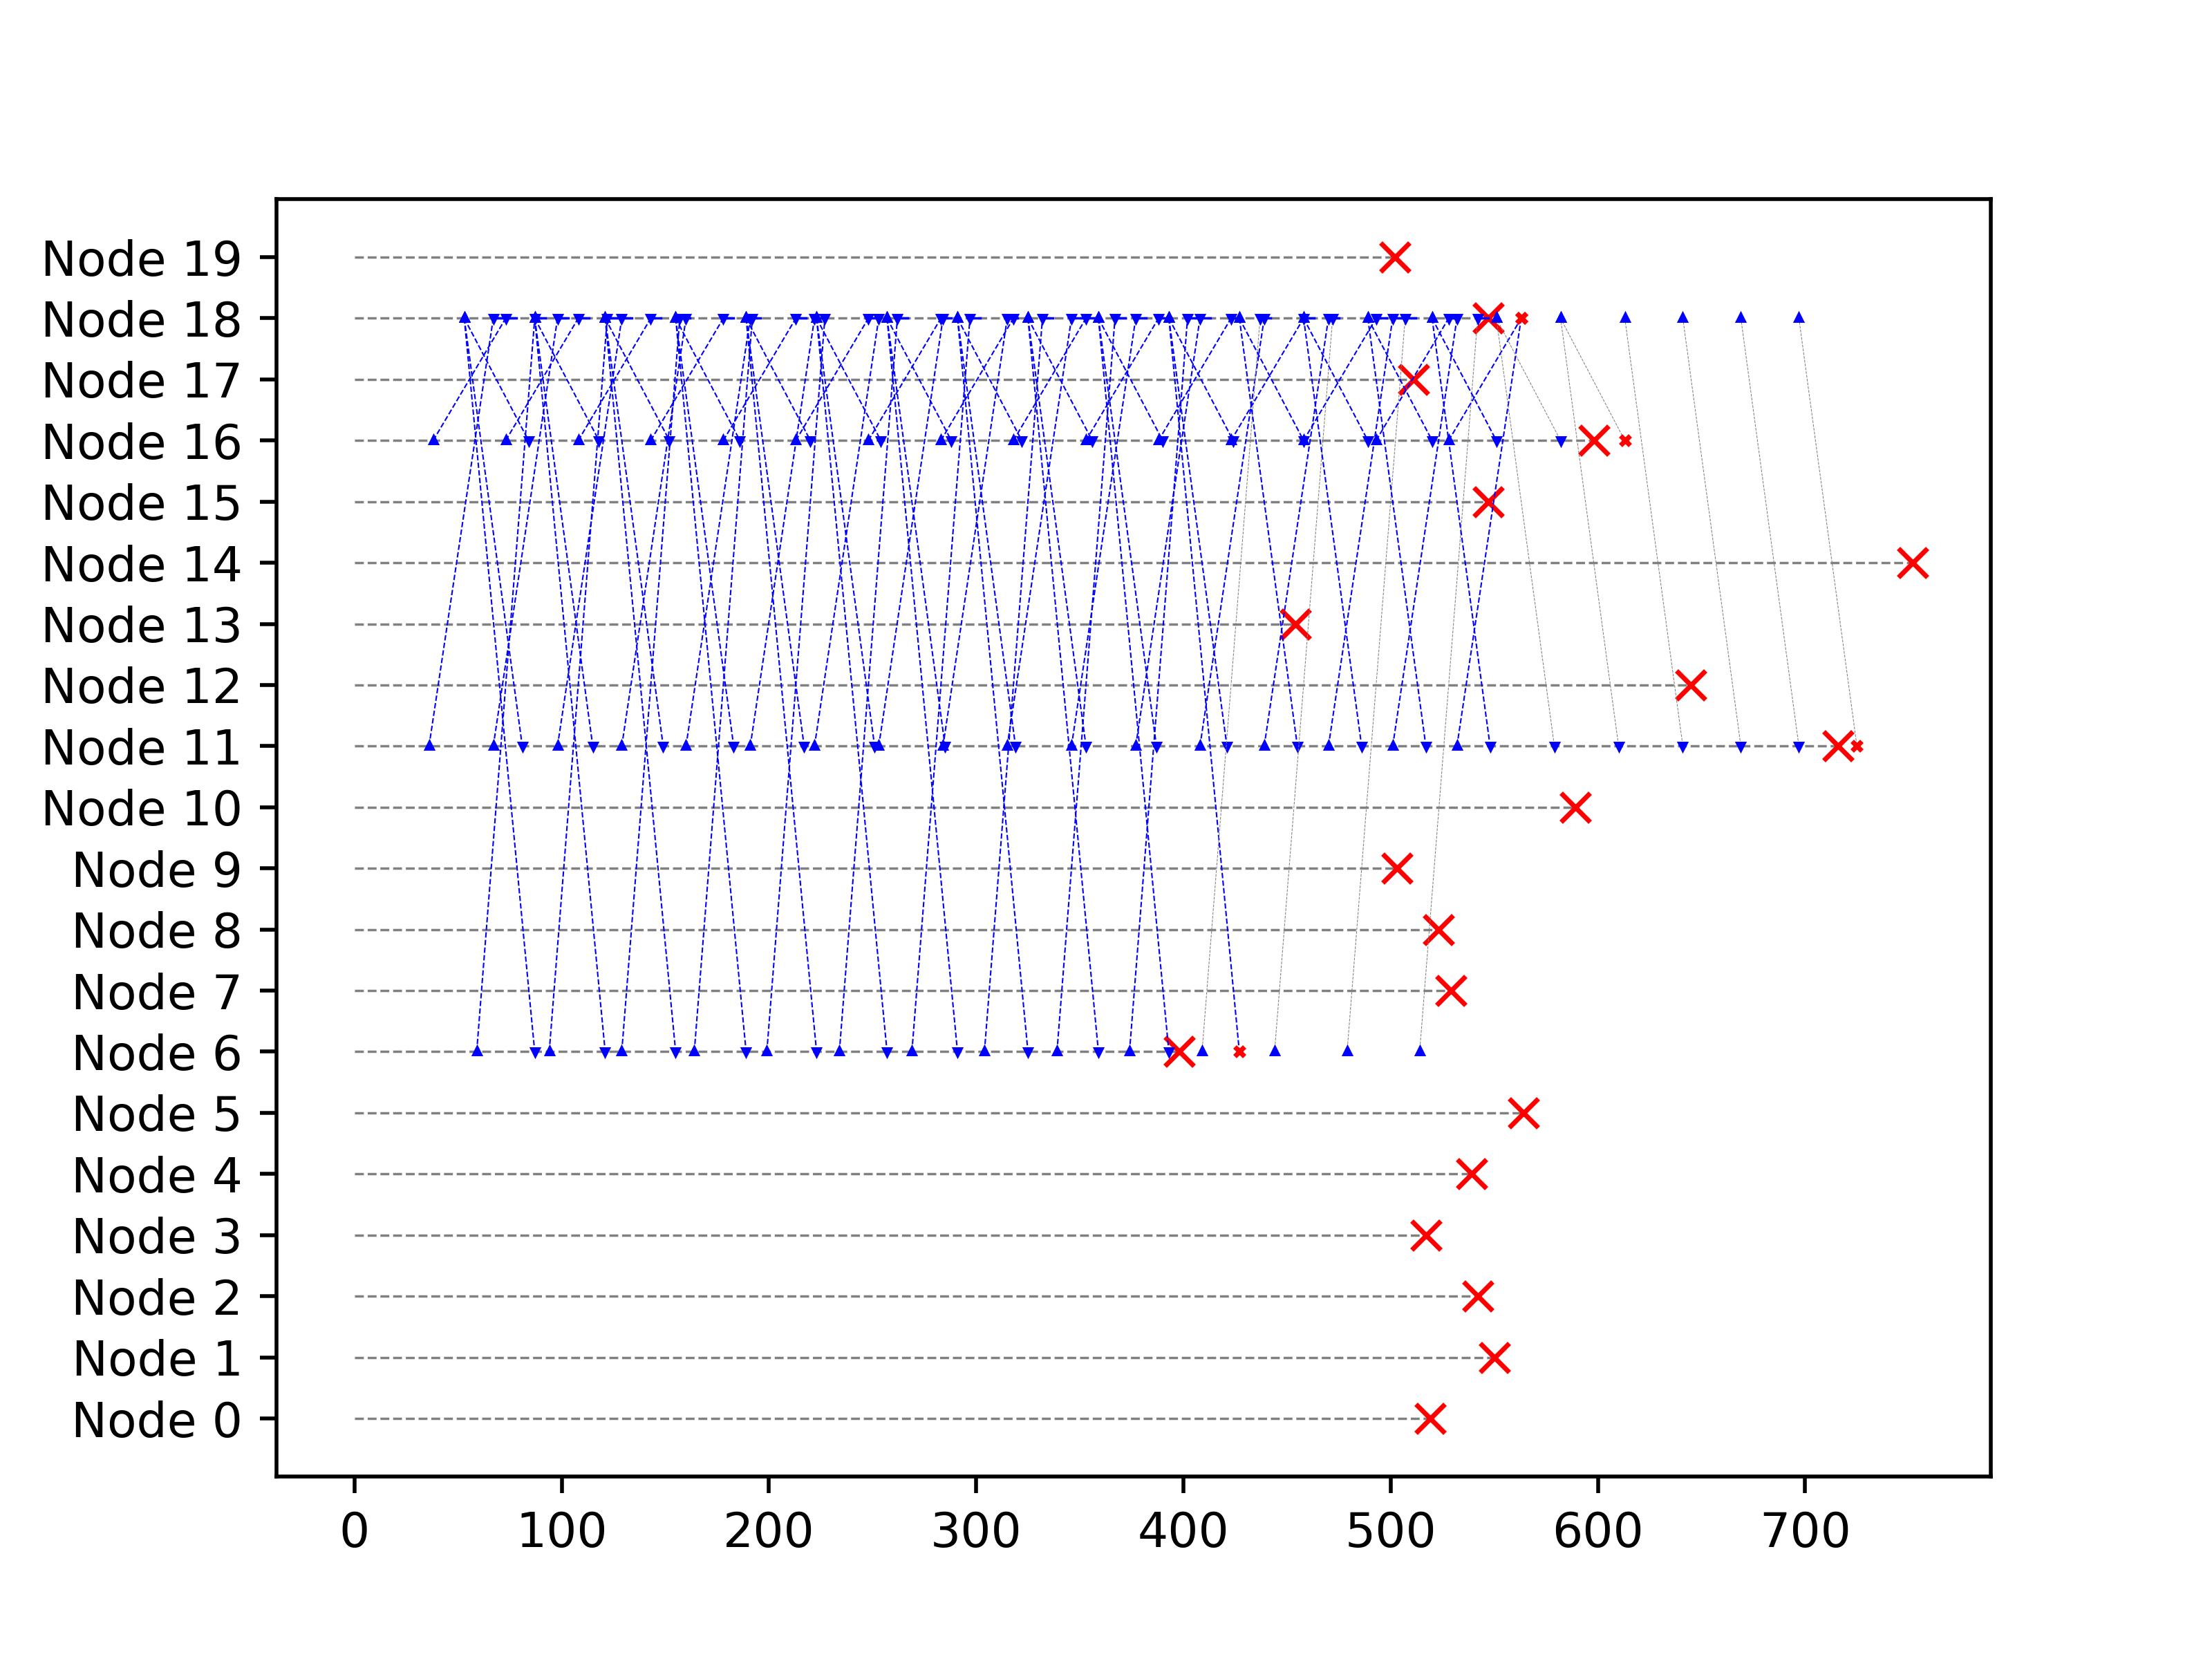 Node 19
Node 18
Node 17
Node 16
Node 15
Node 14
Node 13
Node 12
Node 11
Node 10
Node 9
Node 8
Node 7
Node 6
Node 5
Node 4
Node 3
Node 2
Node 1
Node 0
0 100 200 300 400 500 600 700